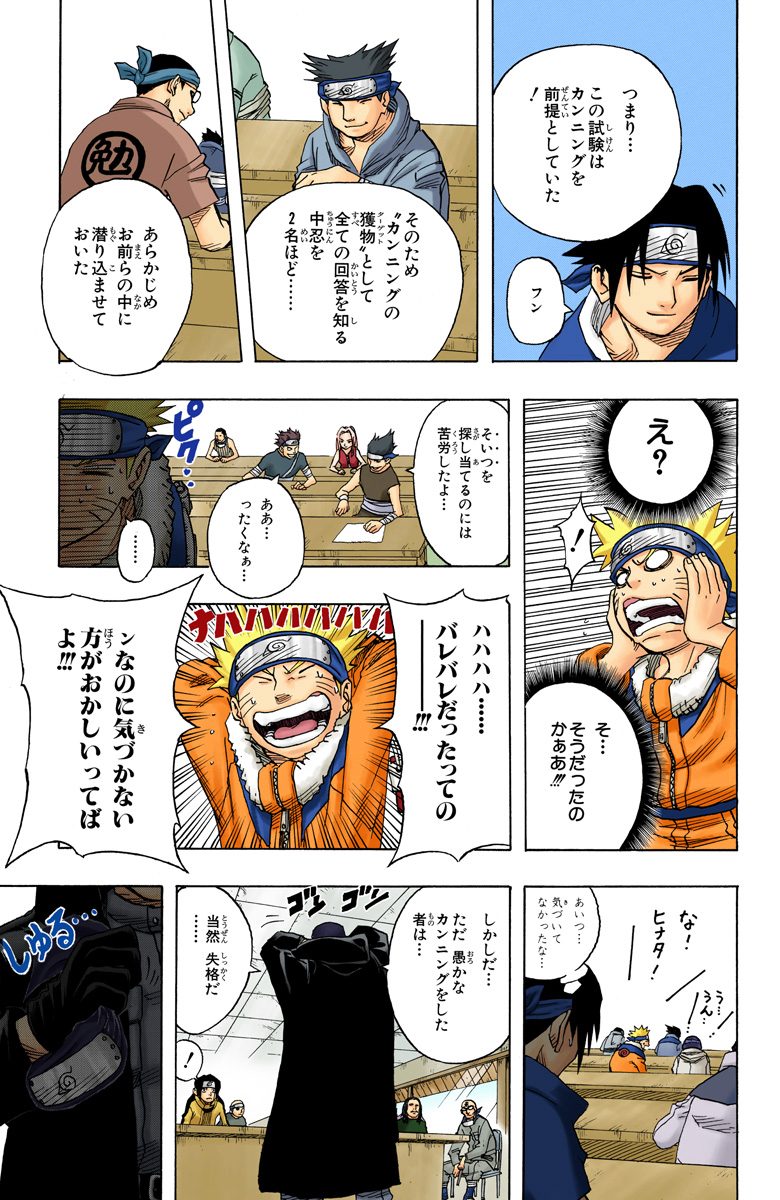 つまり…
この試験は
カンニングを
前提としていた
！
フン
そのため
“カンニングの
獲物”として
全ての回答を知る
中忍を
２名ほど……
勉
あらかじめ
お前らの中に
潜り込ませて
おいた
え？
！
そ…
そうだったの
かぁあ!!!
そいつを
探し当てるのには
苦労したよ…
ああ…
ったくなぁ…
ピク…
……
ハハハハ……
バレバレだったっての
――!!!
ナハハハハハハハ
ンなのに気づかない
方がおかしいってば
よ!!!
な！
ヒナタ！
う…
うん…
あいつ…
気づいて
なかったな…
しかしだ…
ただ 愚かな
カンニングをした
者は…
ゴソ
ゴソ
当然 失格だ
……
！
しゅる…